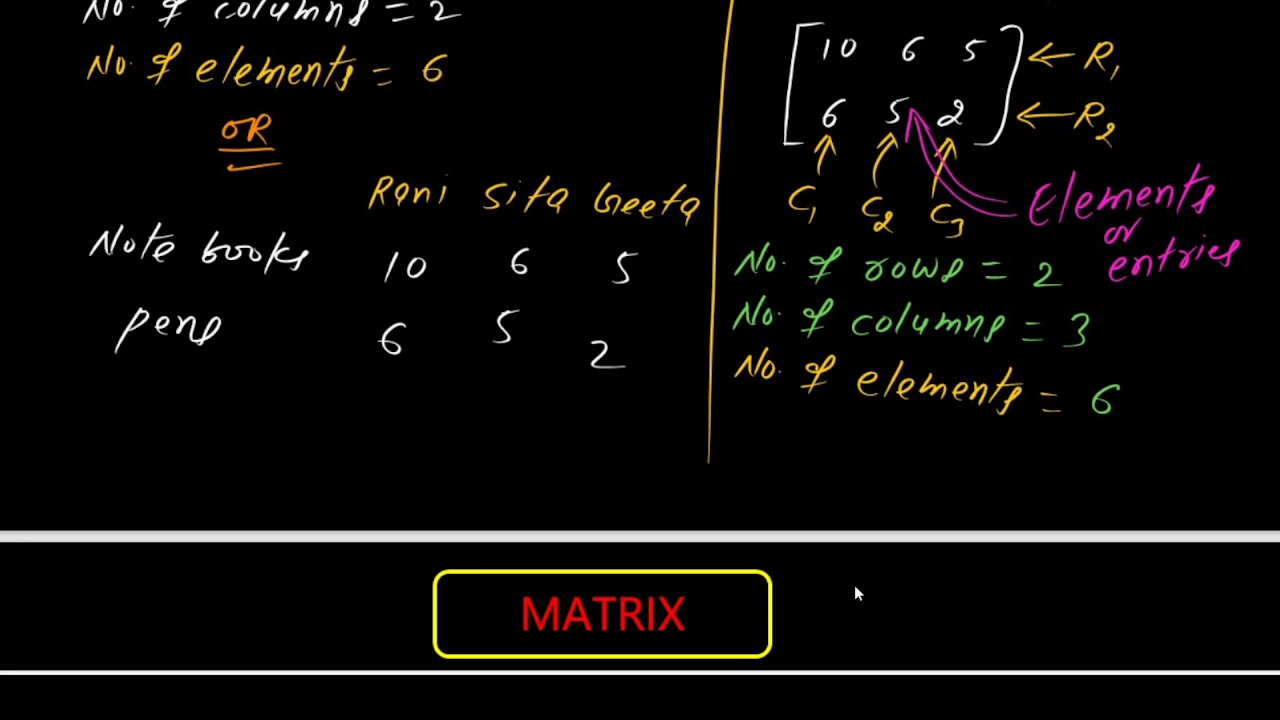 No. of columns = 2
No. of elements = 6
OR
Rani Sita Geeta
Note books 10 6 5
pens 6 5 2
10 6 5 ← R1
6 5 2 ← R2
C1 C2 C3
Elements
or
entries
No. of rows = 2
No. of columns = 3
No. of elements = 6
MATRIX